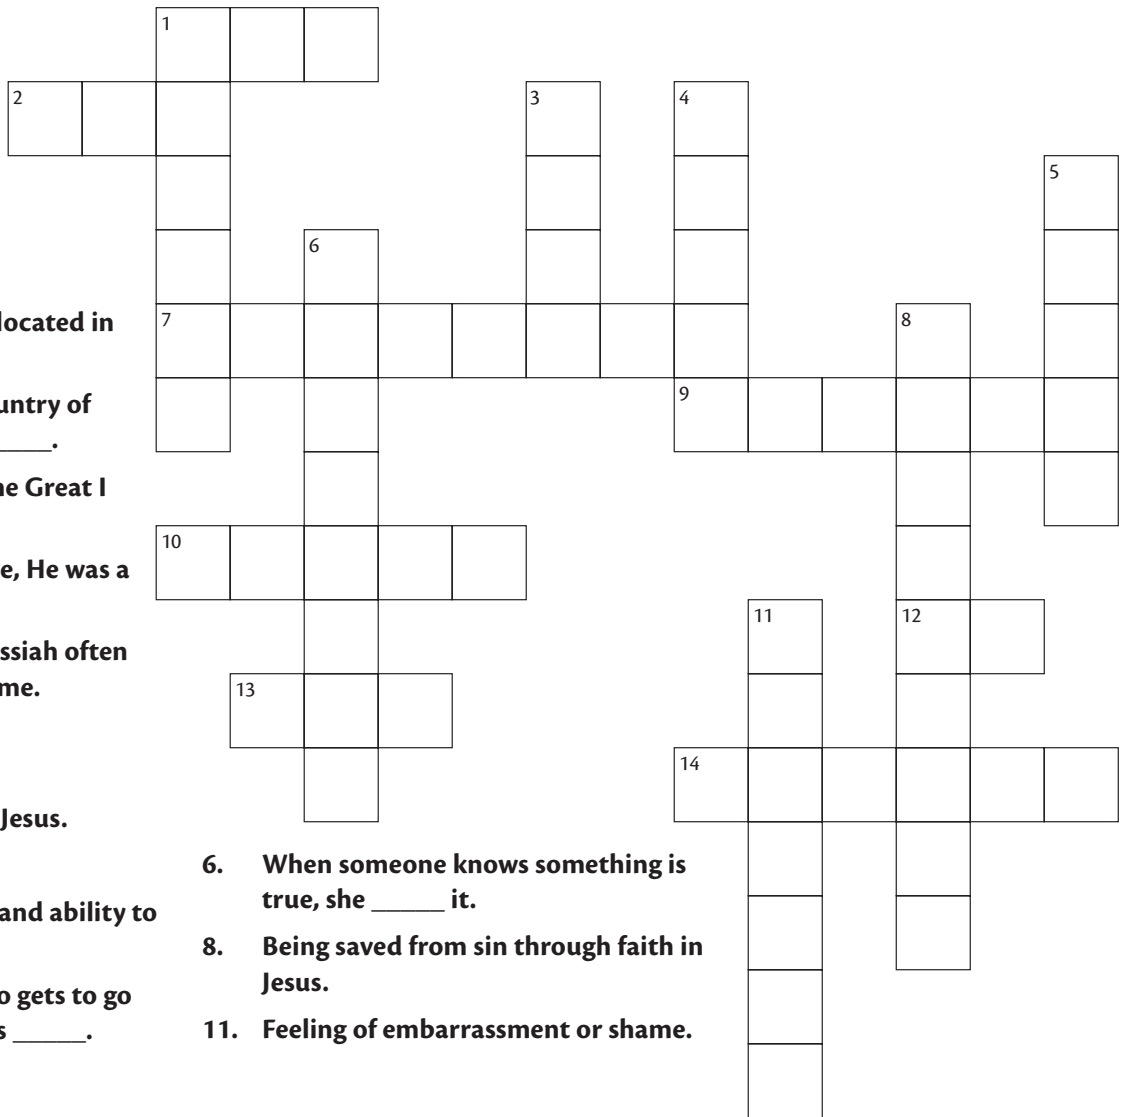 1
2
3
4
5
6
7
8
9
10
11
12
13
14
located in
untry of
_____.
he Great I
e, He was a
ssiah often
me.
Jesus.
and ability to
o gets to go
s _____.
6. When someone knows something is
true, she _____ it.
8. Being saved from sin through faith in
Jesus.
11. Feeling of embarrassment or shame.